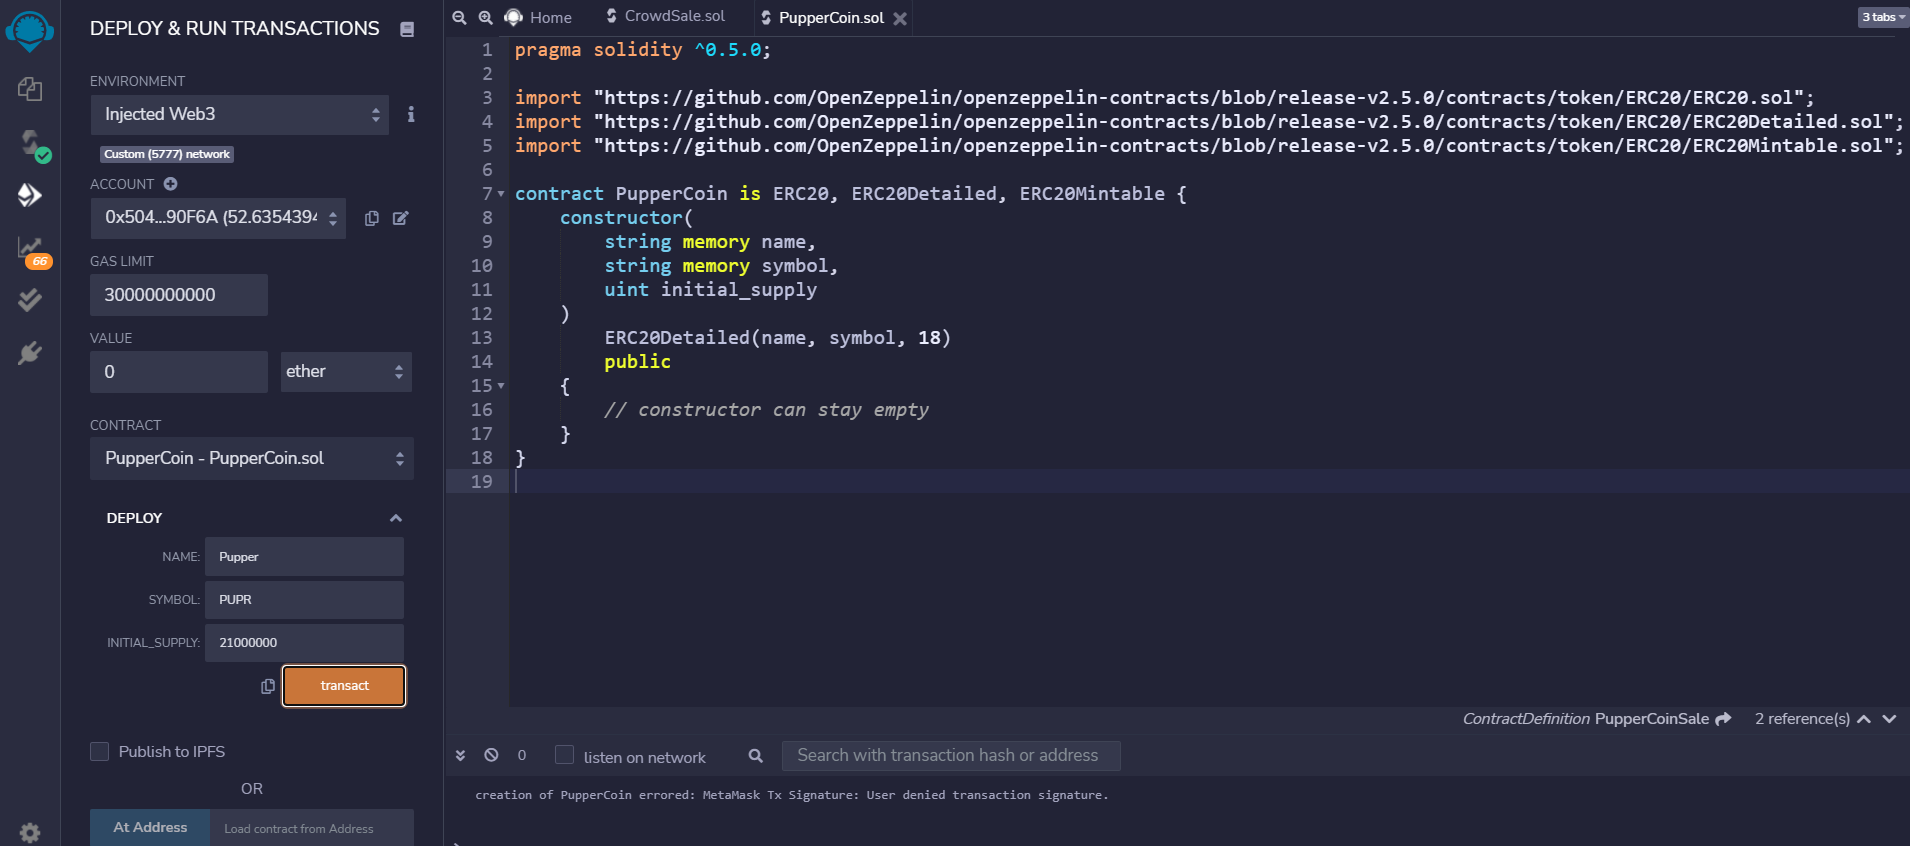 DEPLOY & RUN TRANSACTIONS
ENVIRONMENT
Injected Web3
Custom (5777) network
ACCOUNT
0x504...90F6A (52.6354394
GAS LIMIT
30000000000
VALUE
0
ether
CONTRACT
PupperCoin - PupperCoin.sol
DEPLOY
NAME:
Pupper
SYMBOL:
PUPR
INITIAL_SUPPLY:
21000000
transact
Publish to IPFS
OR
At Address
Load contract from Address
66
Home
CrowdSale.sol
PupperCoin.sol
3 tabs
1 pragma solidity ^0.5.0;
2
3 import "https://github.com/OpenZeppelin/openzeppelin-contracts/blob/release-v2.5.0/contracts/token/ERC20/ERC20.sol";
4 import "https://github.com/OpenZeppelin/openzeppelin-contracts/blob/release-v2.5.0/contracts/token/ERC20/ERC20Detailed.sol";
5 import "https://github.com/OpenZeppelin/openzeppelin-contracts/blob/release-v2.5.0/contracts/token/ERC20/ERC20Mintable.sol";
6
7 contract PupperCoin is ERC20, ERC20Detailed, ERC20Mintable {
8 constructor(
9 string memory name,
10 string memory symbol,
11 uint initial_supply
12 )
13 ERC20Detailed(name, symbol, 18)
14 public
15 {
16 // constructor can stay empty
17 }
18 }
19
ContractDefinition PupperCoinSale
2 reference(s)
0
listen on network
Search with transaction hash or address
creation of PupperCoin errored: MetaMask Tx Signature: User denied transaction signature.